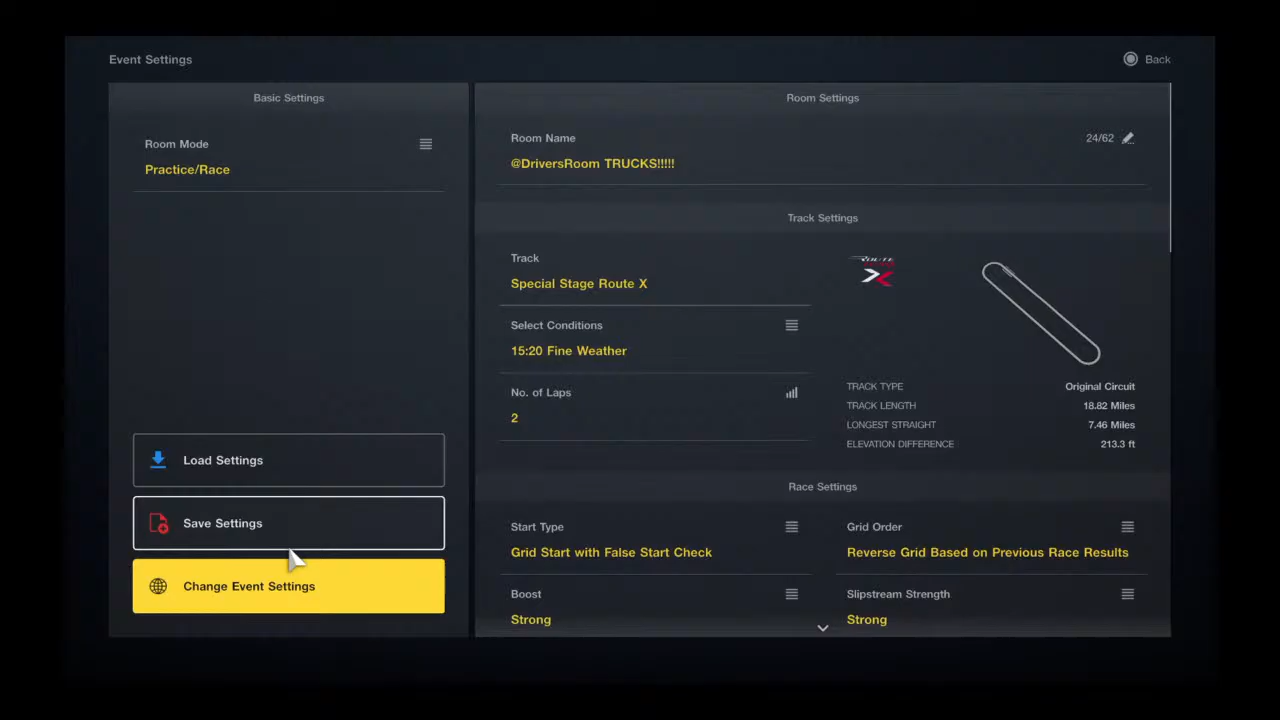 Event Settings
Back
Basic Settings
Room Mode
Practice/Race
Load Settings
Save Settings
Change Event Settings
Room Settings
Room Name
24/62
@DriversRoom TRUCKS!!!!!
Track Settings
Track
Special Stage Route X
ROUTE
X
Select Conditions
15:20 Fine Weather
No. of Laps
2
TRACK TYPE Original Circuit
TRACK LENGTH 18.82 Miles
LONGEST STRAIGHT 7.46 Miles
ELEVATION DIFFERENCE 213.3 ft
Race Settings
Start Type
Grid Start with False Start Check
Grid Order
Reverse Grid Based on Previous Race Results
Boost
Strong
Slipstream Strength
Strong